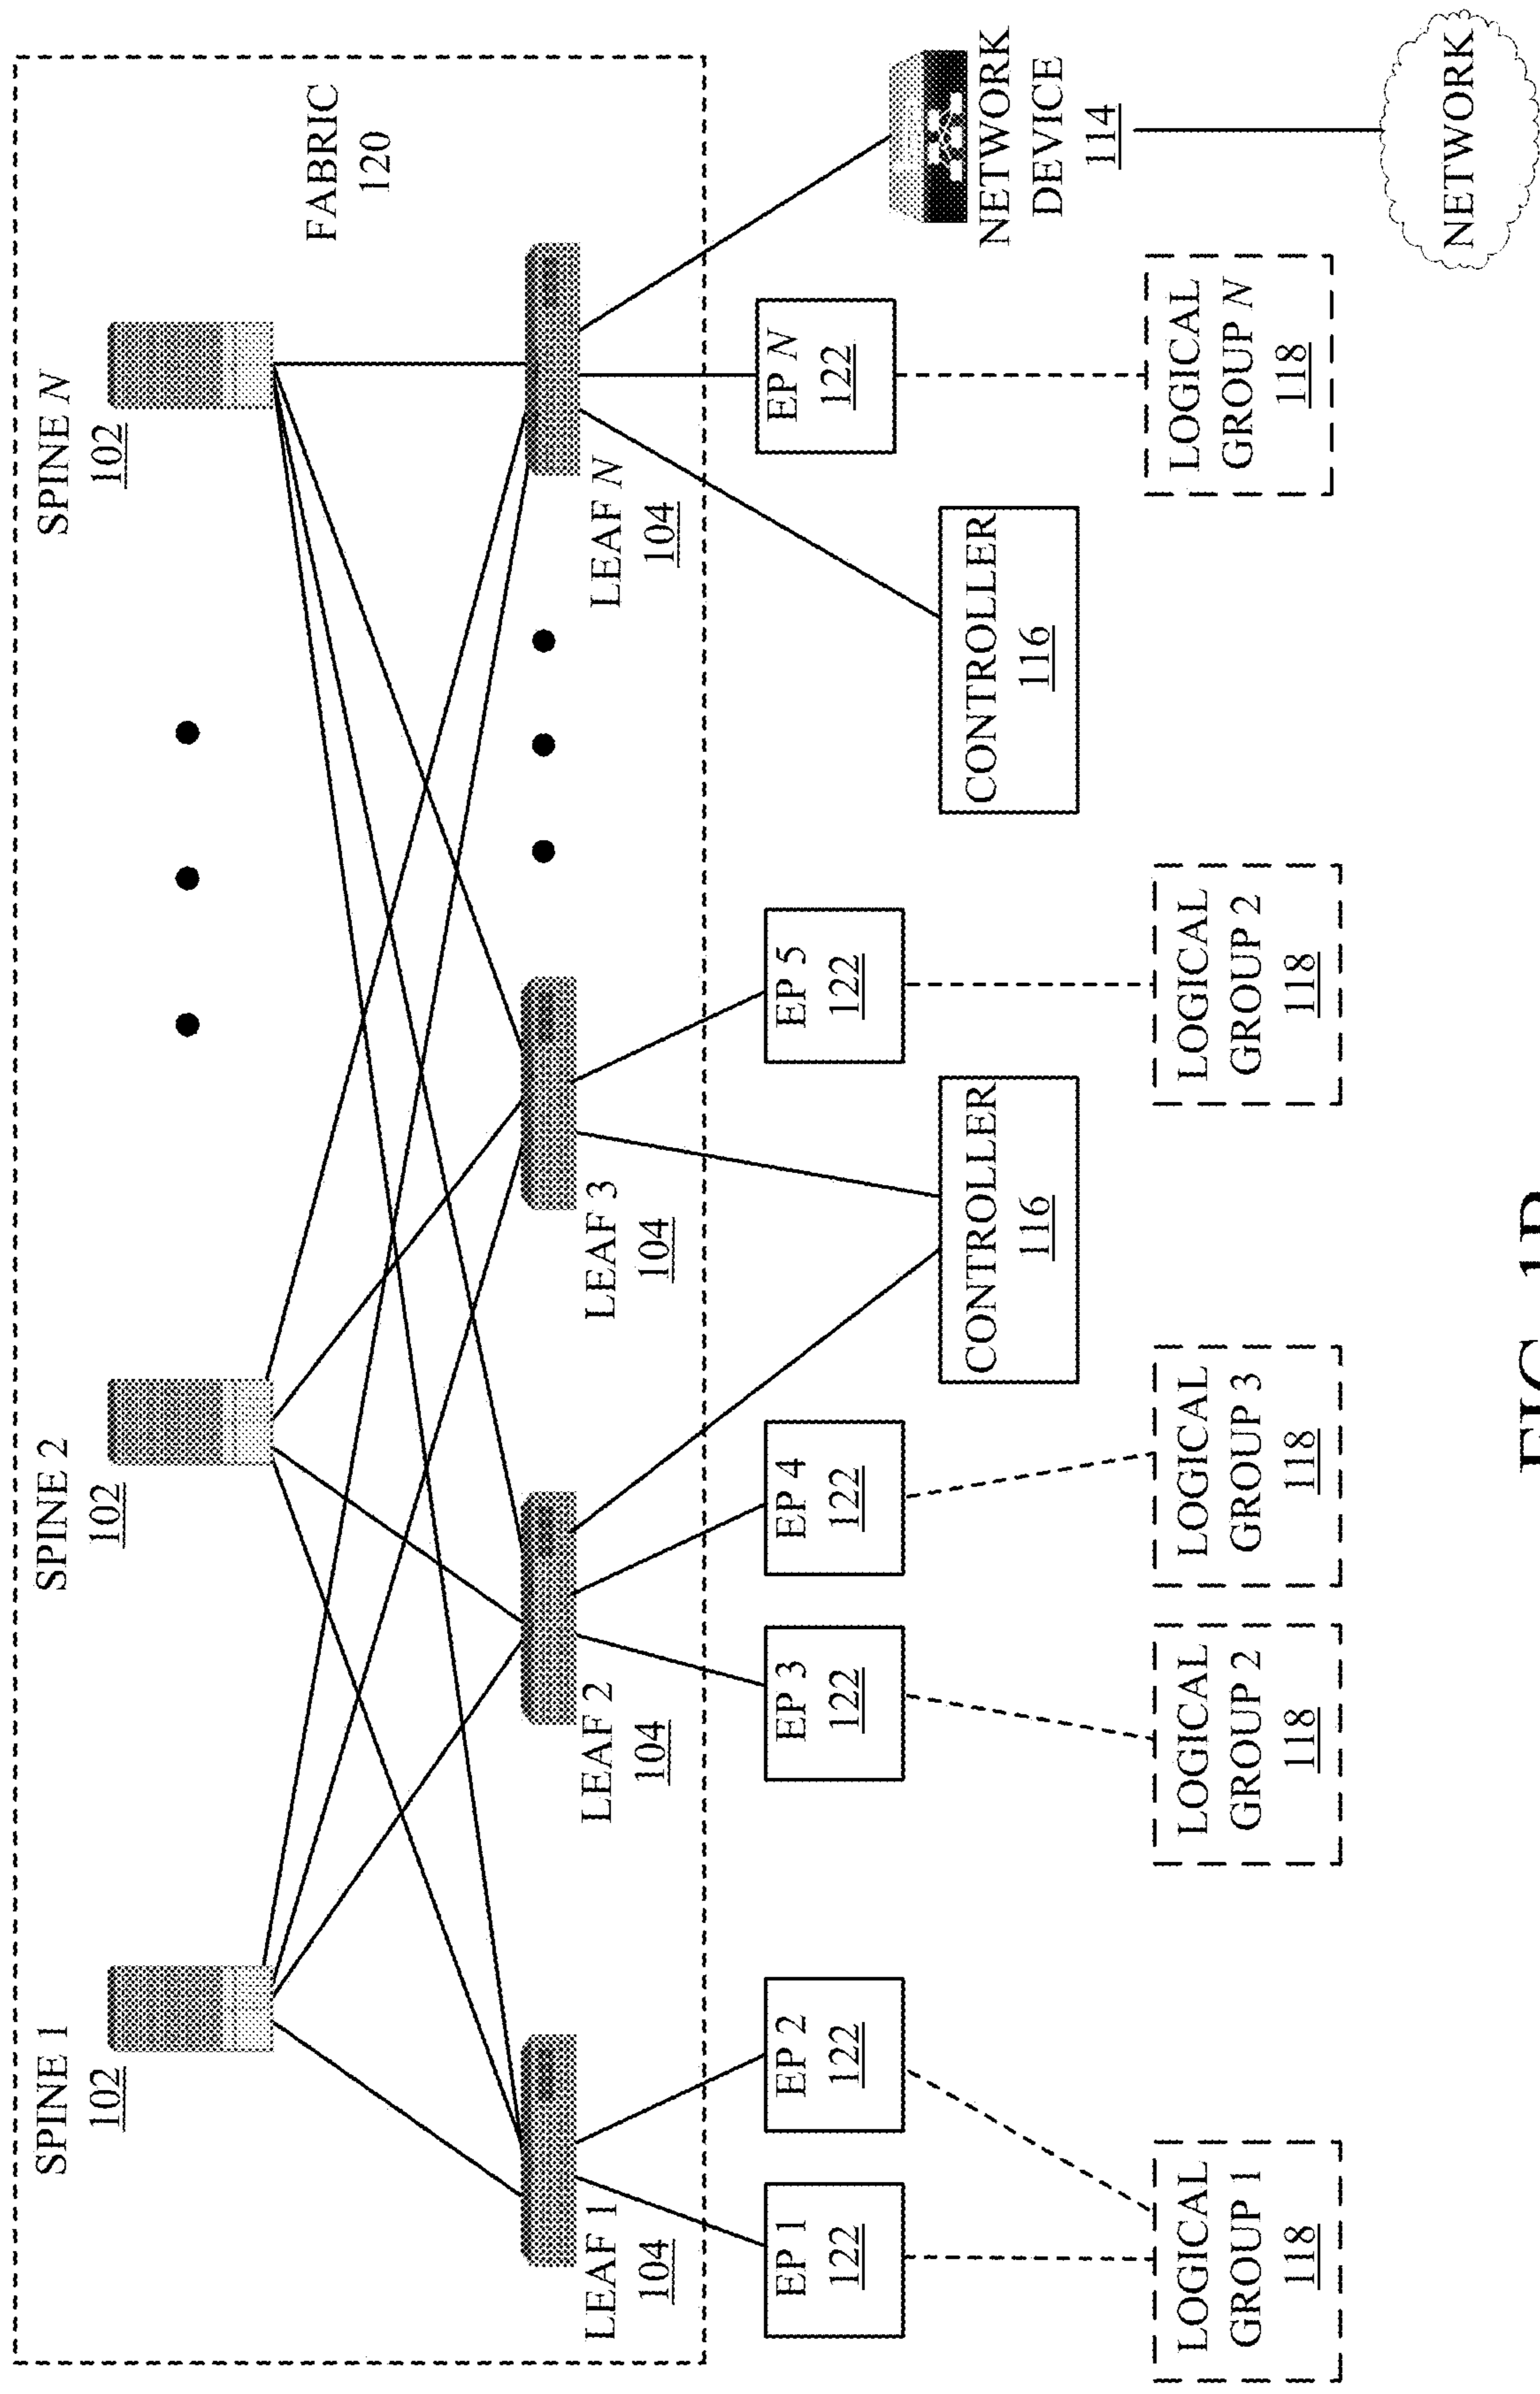 SPINE 1
102
SPINE 2
102
SPINE N
102
FABRIC
120
LEAF 1
104
LEAF 2
104
LEAF 3
104
LEAF N
104
EP 1
122
EP 2
122
EP 3
122
EP 4
122
EP 5
122
EP N
122
CONTROLLER
116
CONTROLLER
116
NETWORK
DEVICE
114
LOGICAL
GROUP 1
118
LOGICAL
GROUP 2
118
LOGICAL
GROUP 3
118
LOGICAL
GROUP 2
118
LOGICAL
GROUP N
118
NETWORK